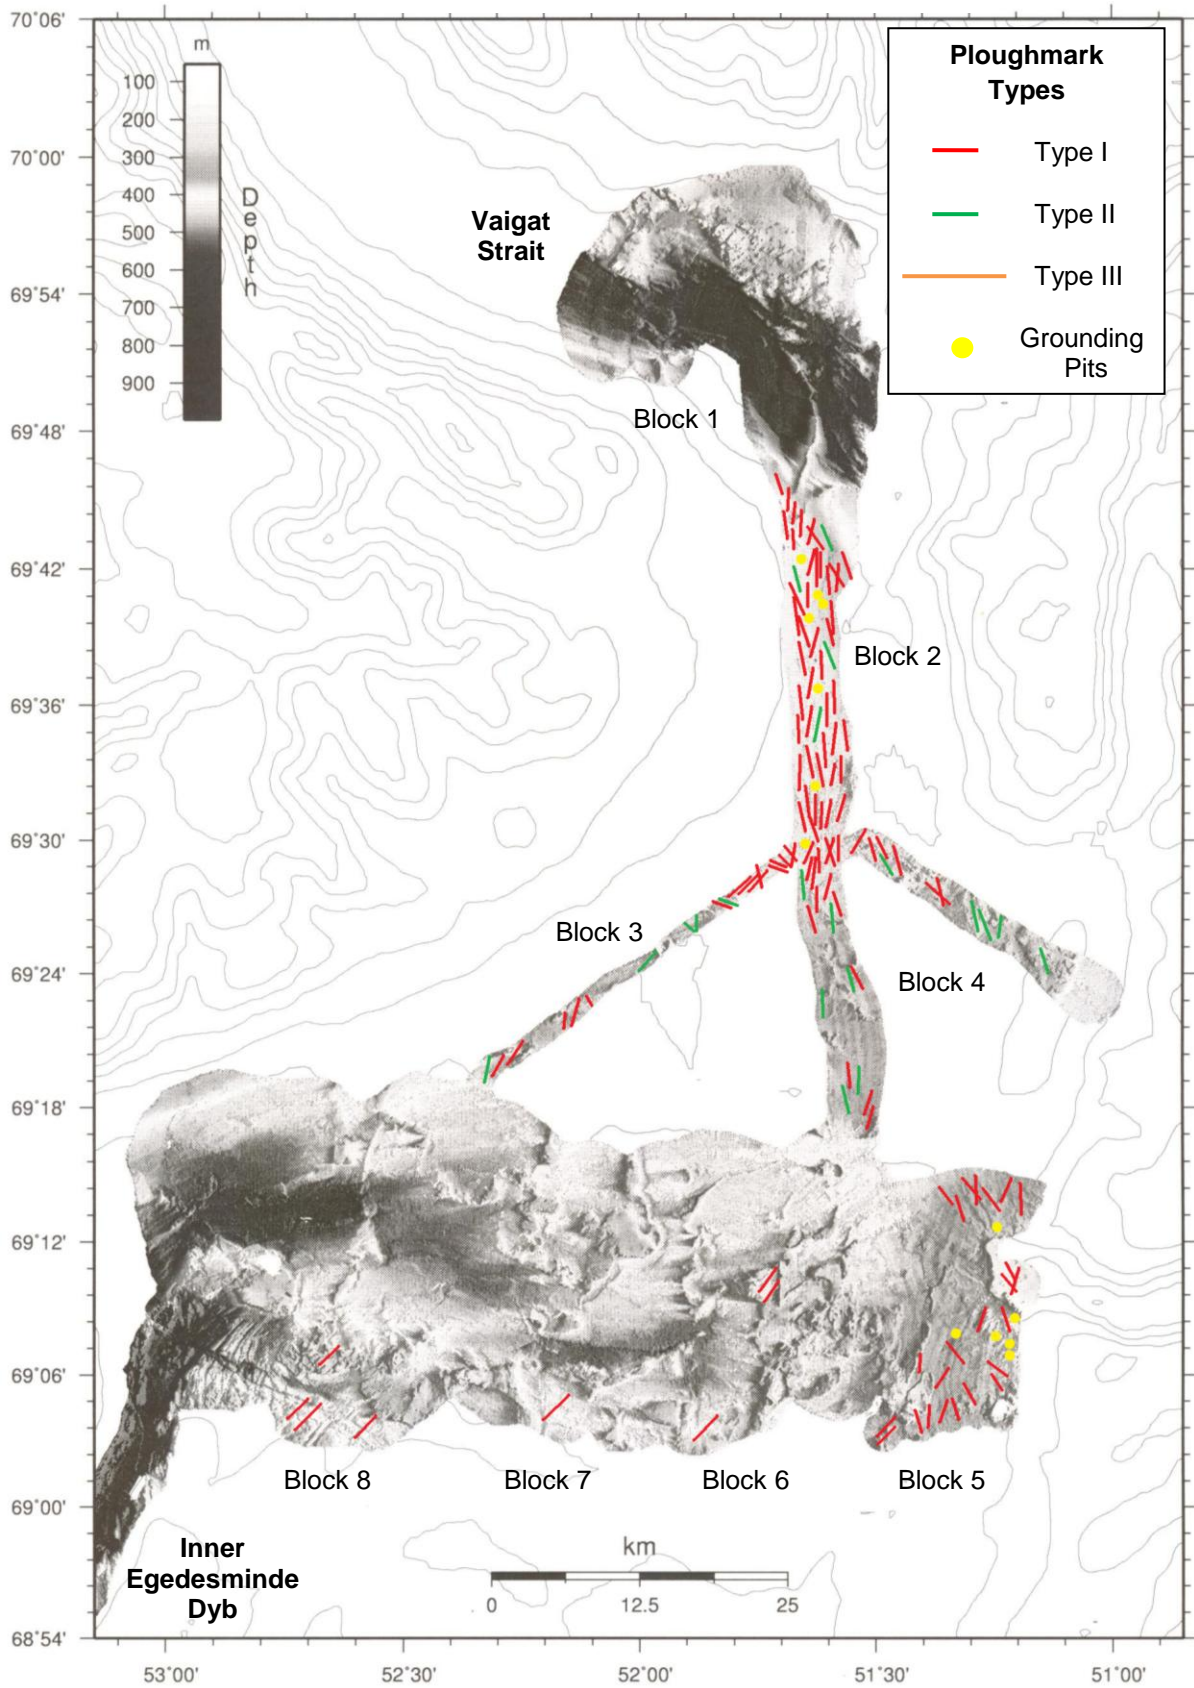 70°06'
70°00'
69°54'
69°48'
69°42'
69°36'
69°30'
69°24'
69°18'
69°12'
69°06'
69°00'
68°54'
m
100
200
300
400
500
600
700
800
900
Depth
Ploughmark
Types
Type I
Type II
Type III
Grounding
Pits
Vaigat
Strait
Block 1
Block 2
Block 3
Block 4
Block 8
Block 7
Block 6
Block 5
Inner
Egedesminde
Dyb
km
0 12.5 25
53°00' 52°30' 52°00' 51°30' 51°00'